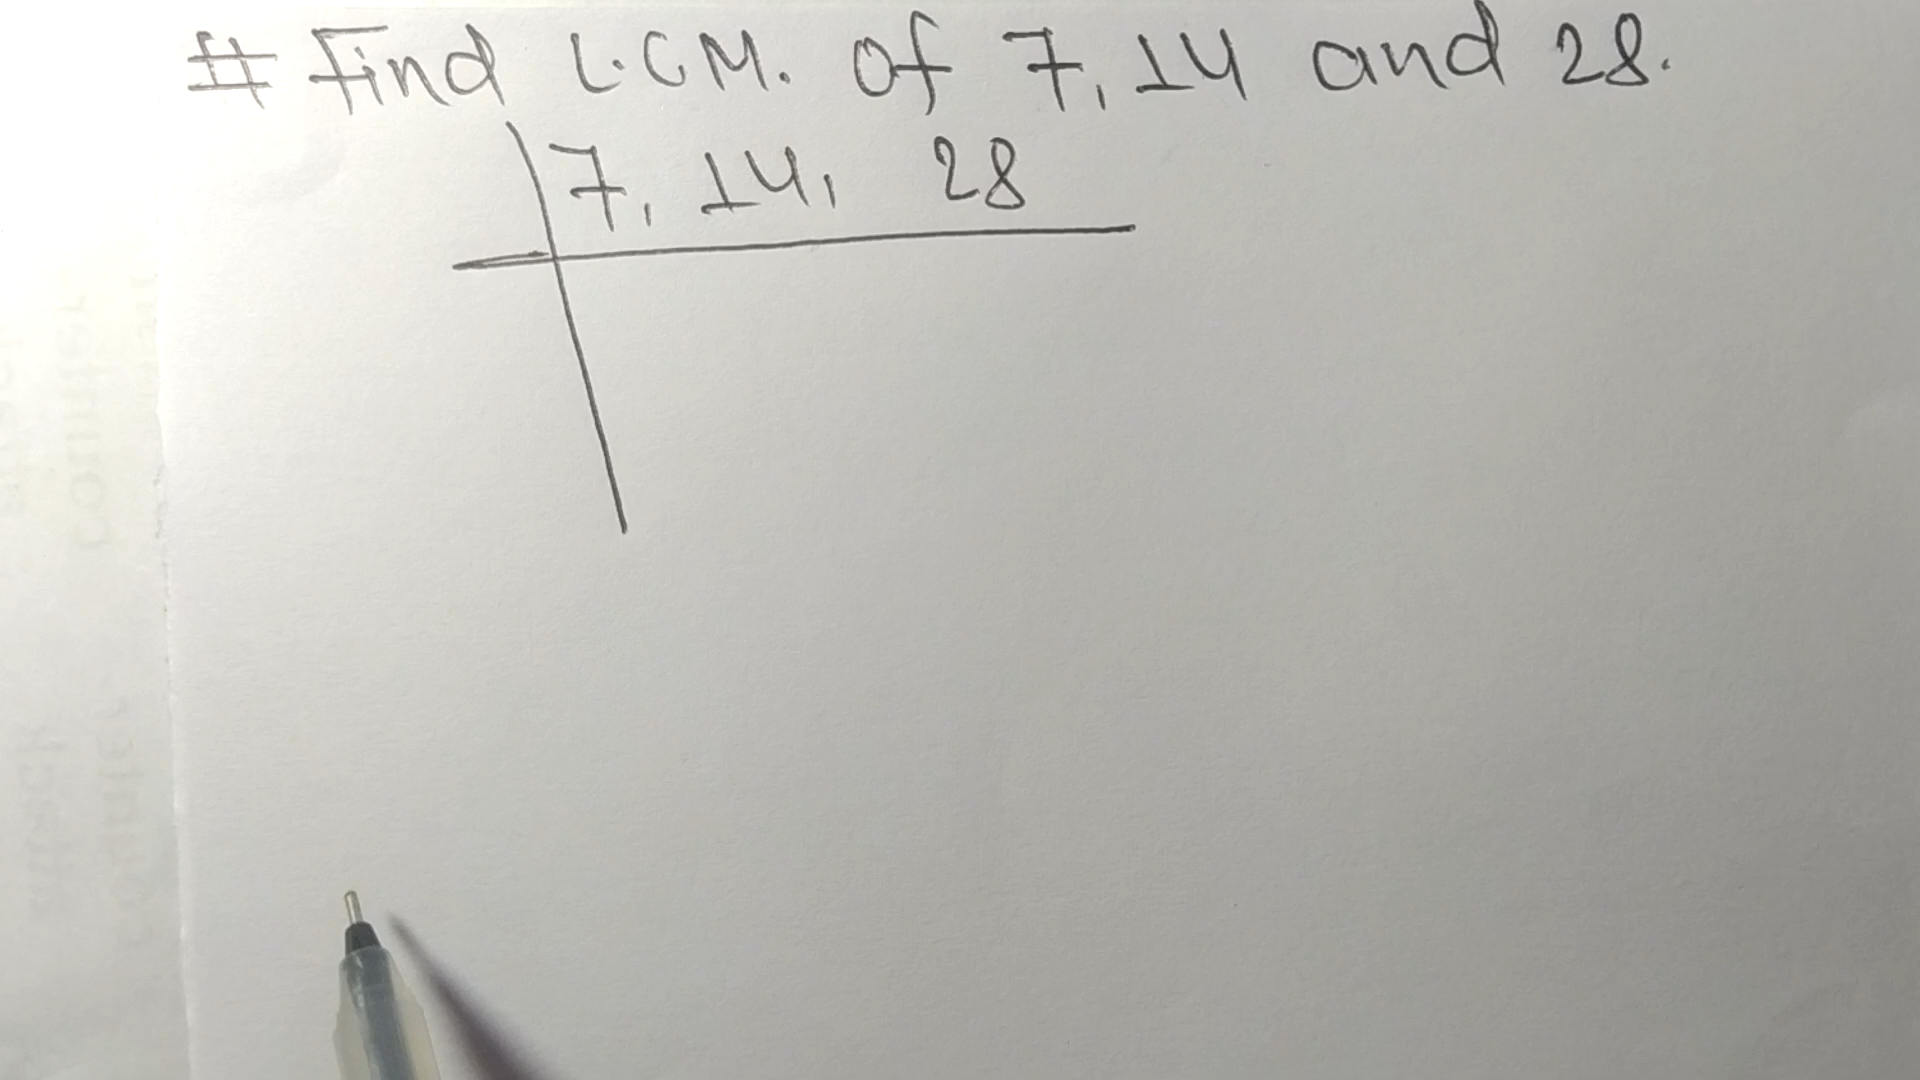 # Find L.C.M. of 7, 14 and 28.
7, 14, 28